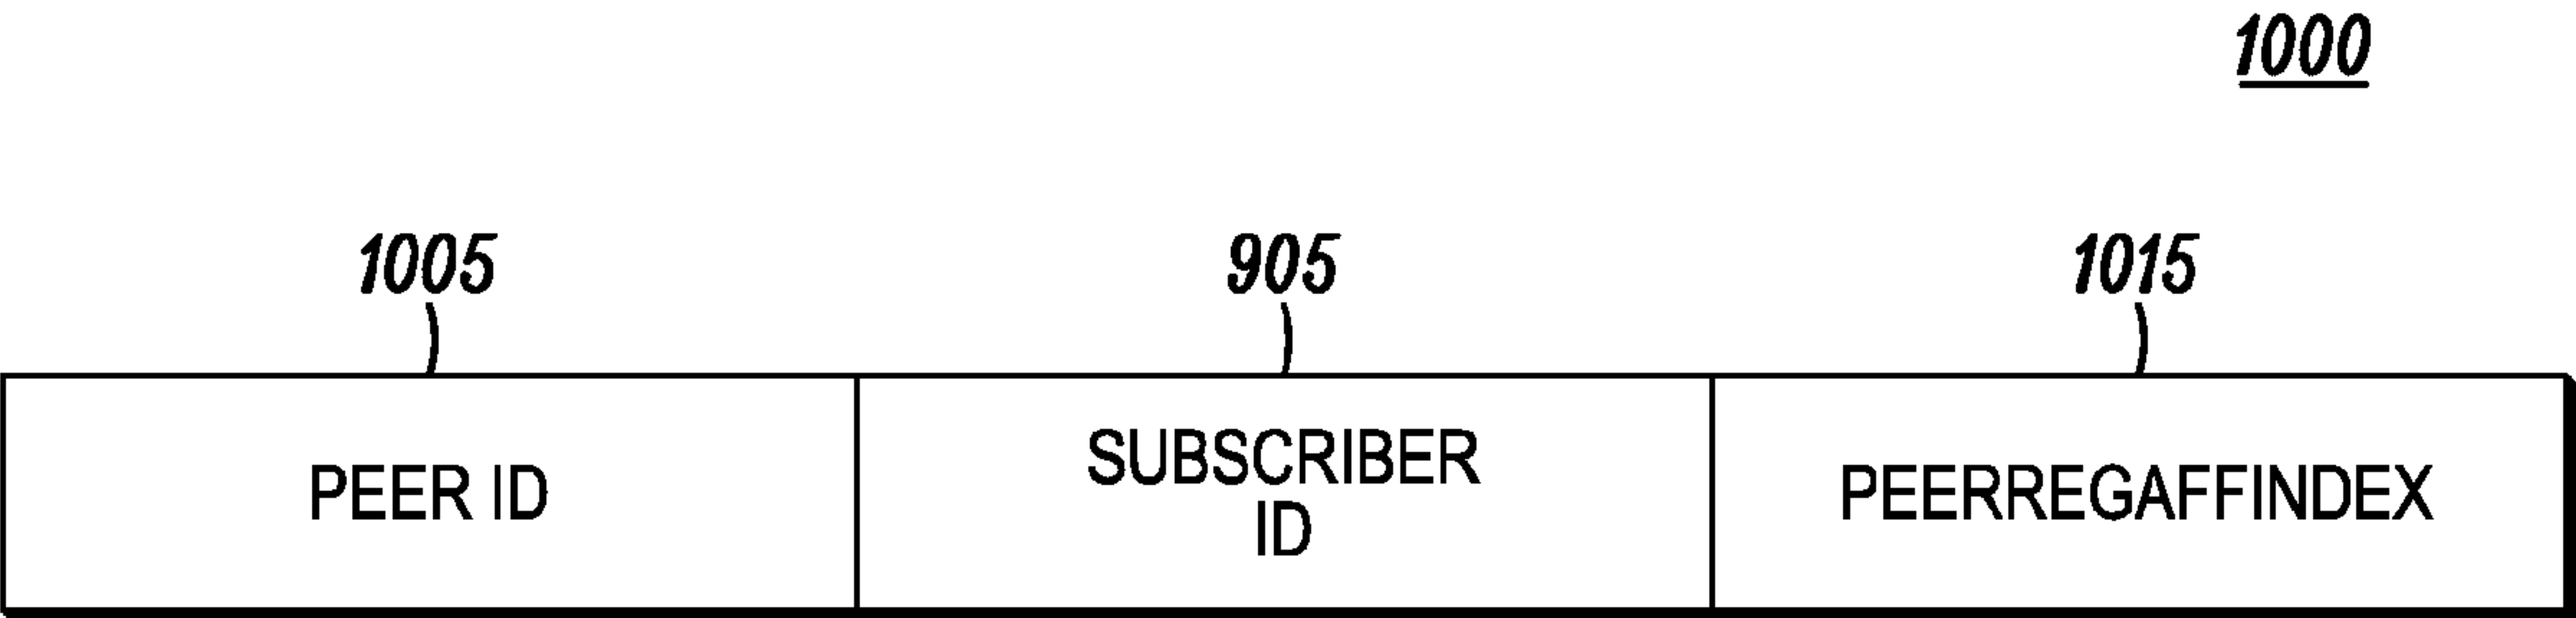 1000
1005
905
1015
PEER ID
SUBSCRIBER
ID
PEERREGAFFINDEX